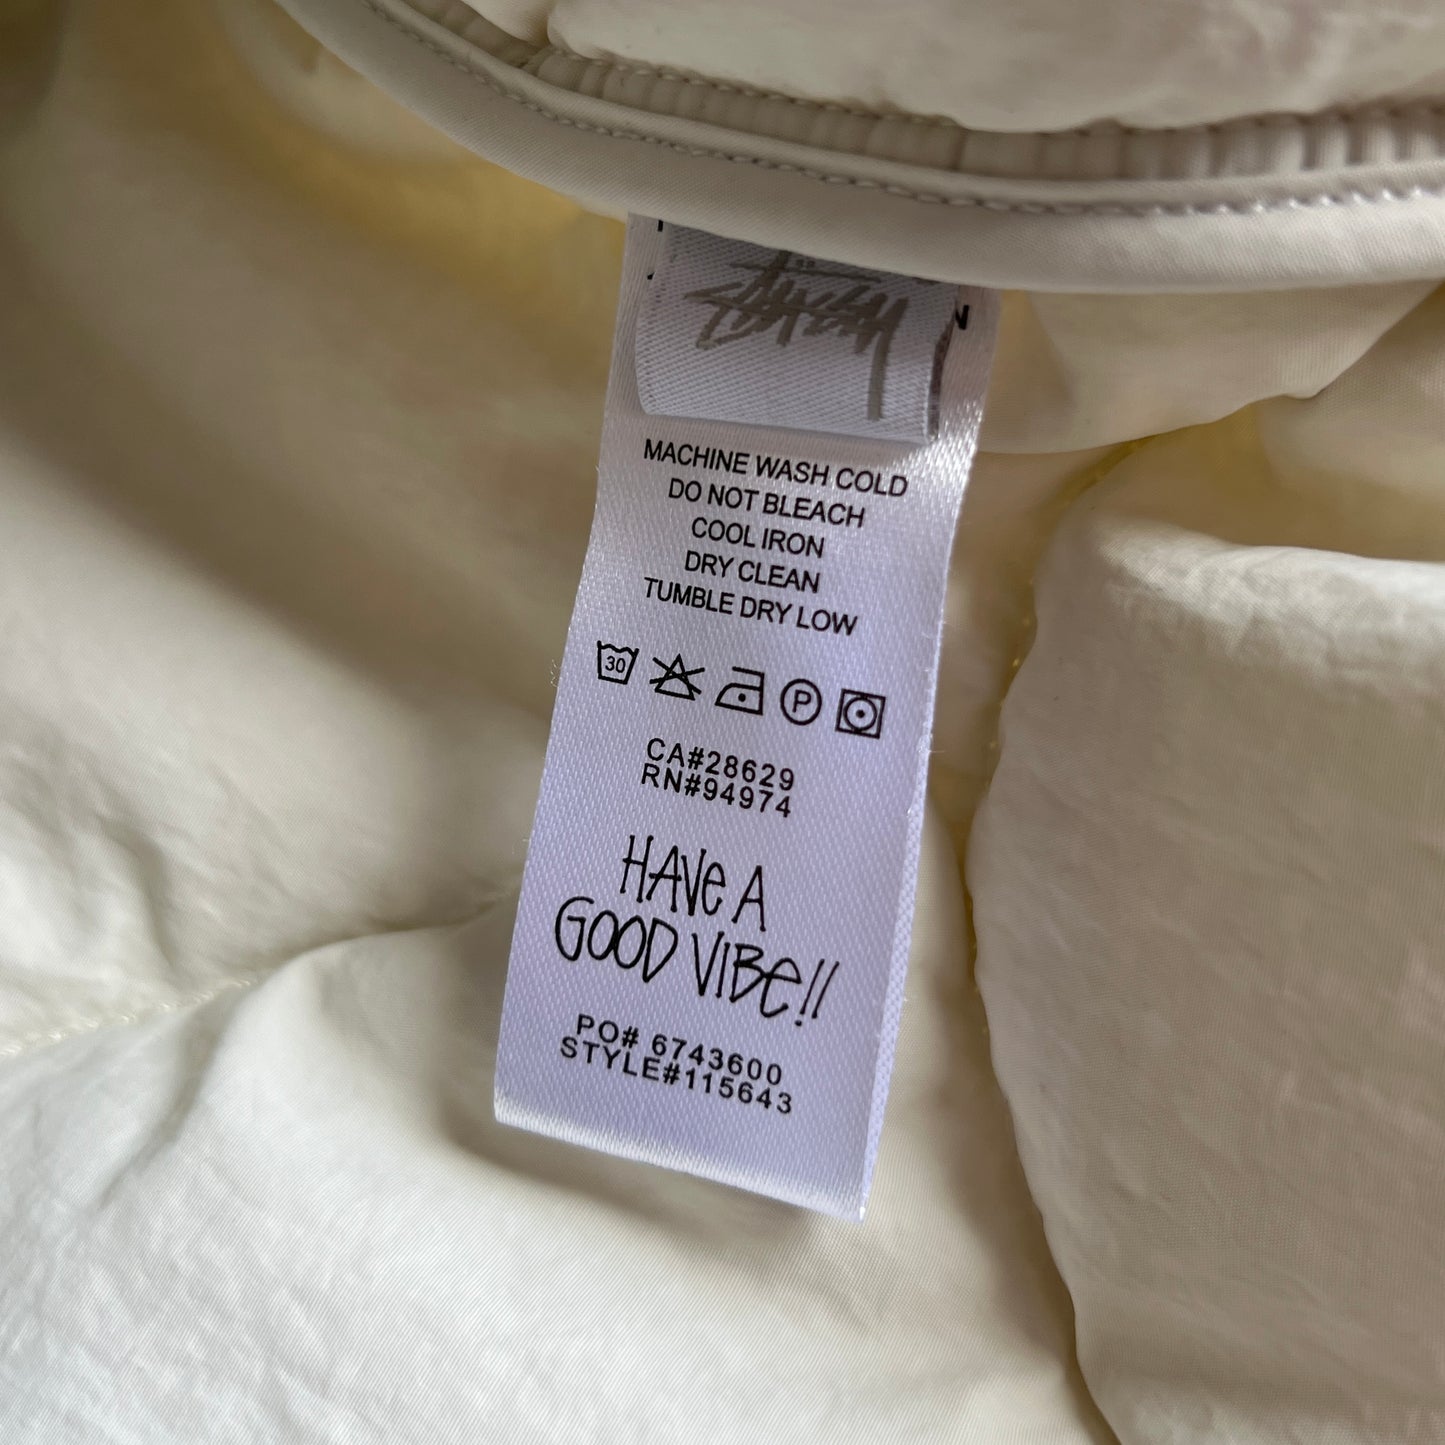 Stüssy
N
MACHINE WASH COLD
DO NOT BLEACH
COOL IRON
DRY CLEAN
TUMBLE DRY LOW
30
P
CA#28629
RN#94974
HAVE A
GOOD VIBE!!
PO# 6743600
STYLE#115643